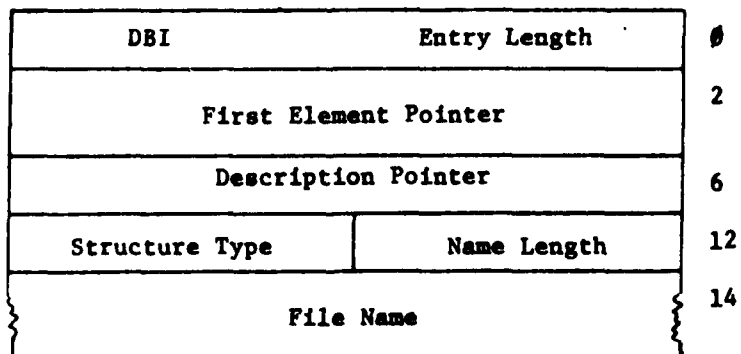 DBI Entry Length Ø
First Element Pointer 2
Description Pointer 6
Structure Type Name Length 12
File Name 14